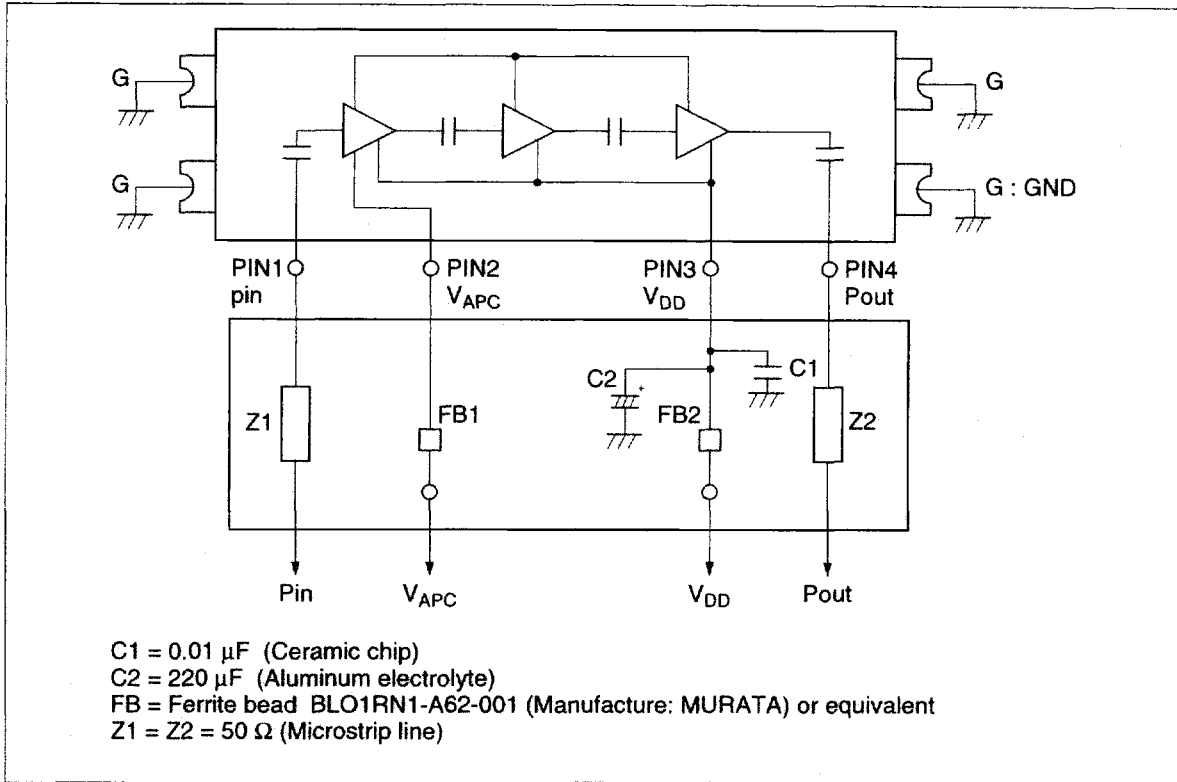 G
G
G
G : GND
PIN1
pin
PIN2
VAPC
PIN3
VDD
PIN4
Pout
Z1
FB1
C2
+
FB2
C1
Z2
Pin
VAPC
VDD
Pout
C1 = 0.01 μF (Ceramic chip)
C2 = 220 μF (Aluminum electrolyte)
FB = Ferrite bead BLO1RN1-A62-001 (Manufacture: MURATA) or equivalent
Z1 = Z2 = 50 Ω (Microstrip line)